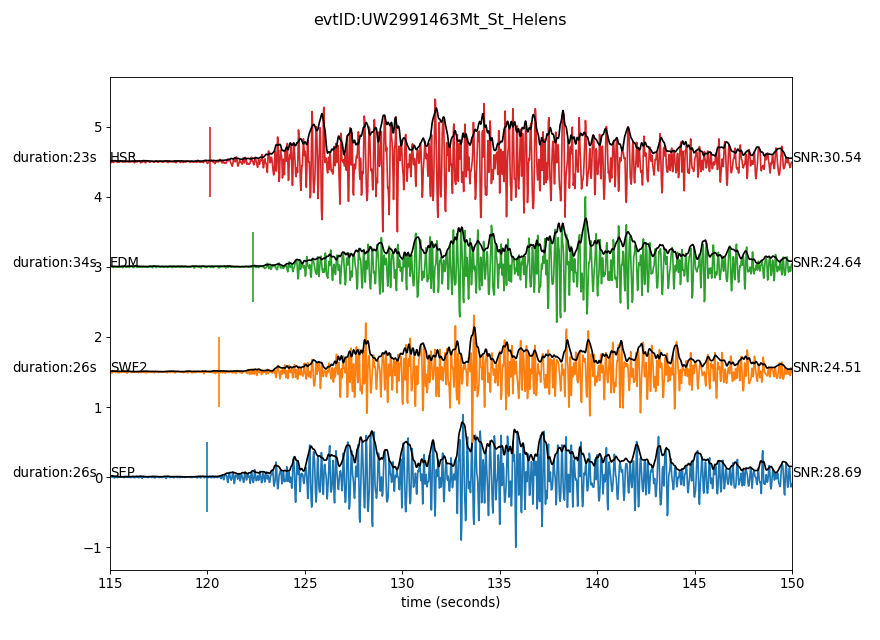 evtID:UW2991463Mt_St_Helens
5
duration:23s HSR SNR:30.54
4
duration:34s 3 EDM SNR:24.64
2
duration:26s SWF2 SNR:24.51
1
duration:26s 0 SEP SNR:28.69
−1
115 120 125 130 135 140 145 150
time (seconds)